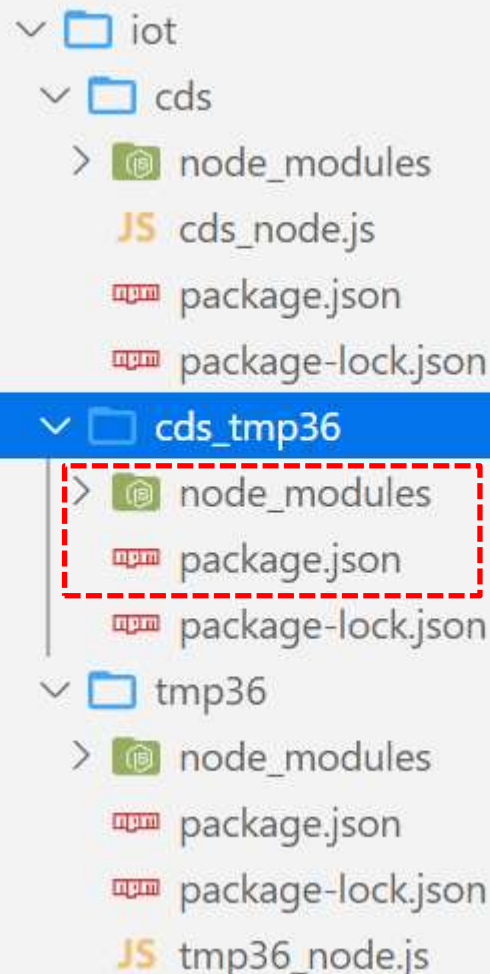 iot
cds
node_modules
JS cds_node.js
npm package.json
npm package-lock.json
cds_tmp36
node_modules
npm package.json
npm package-lock.json
tmp36
node_modules
npm package.json
npm package-lock.json
JS tmp36_node.js